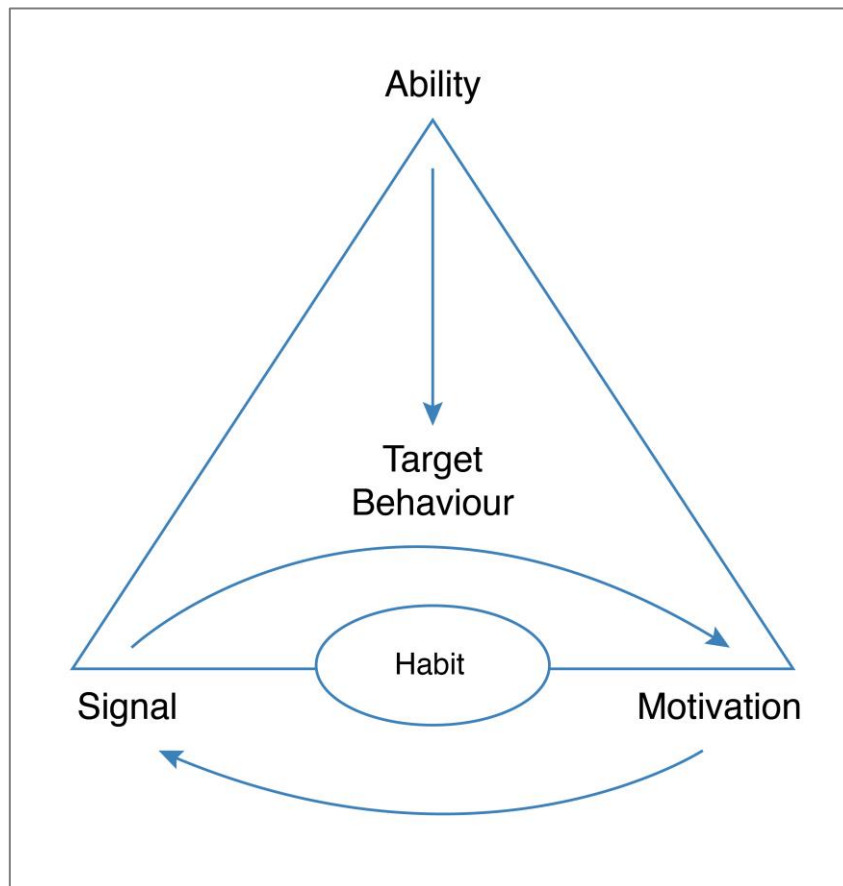 Ability
Target
Behaviour
Habit
Signal
Motivation